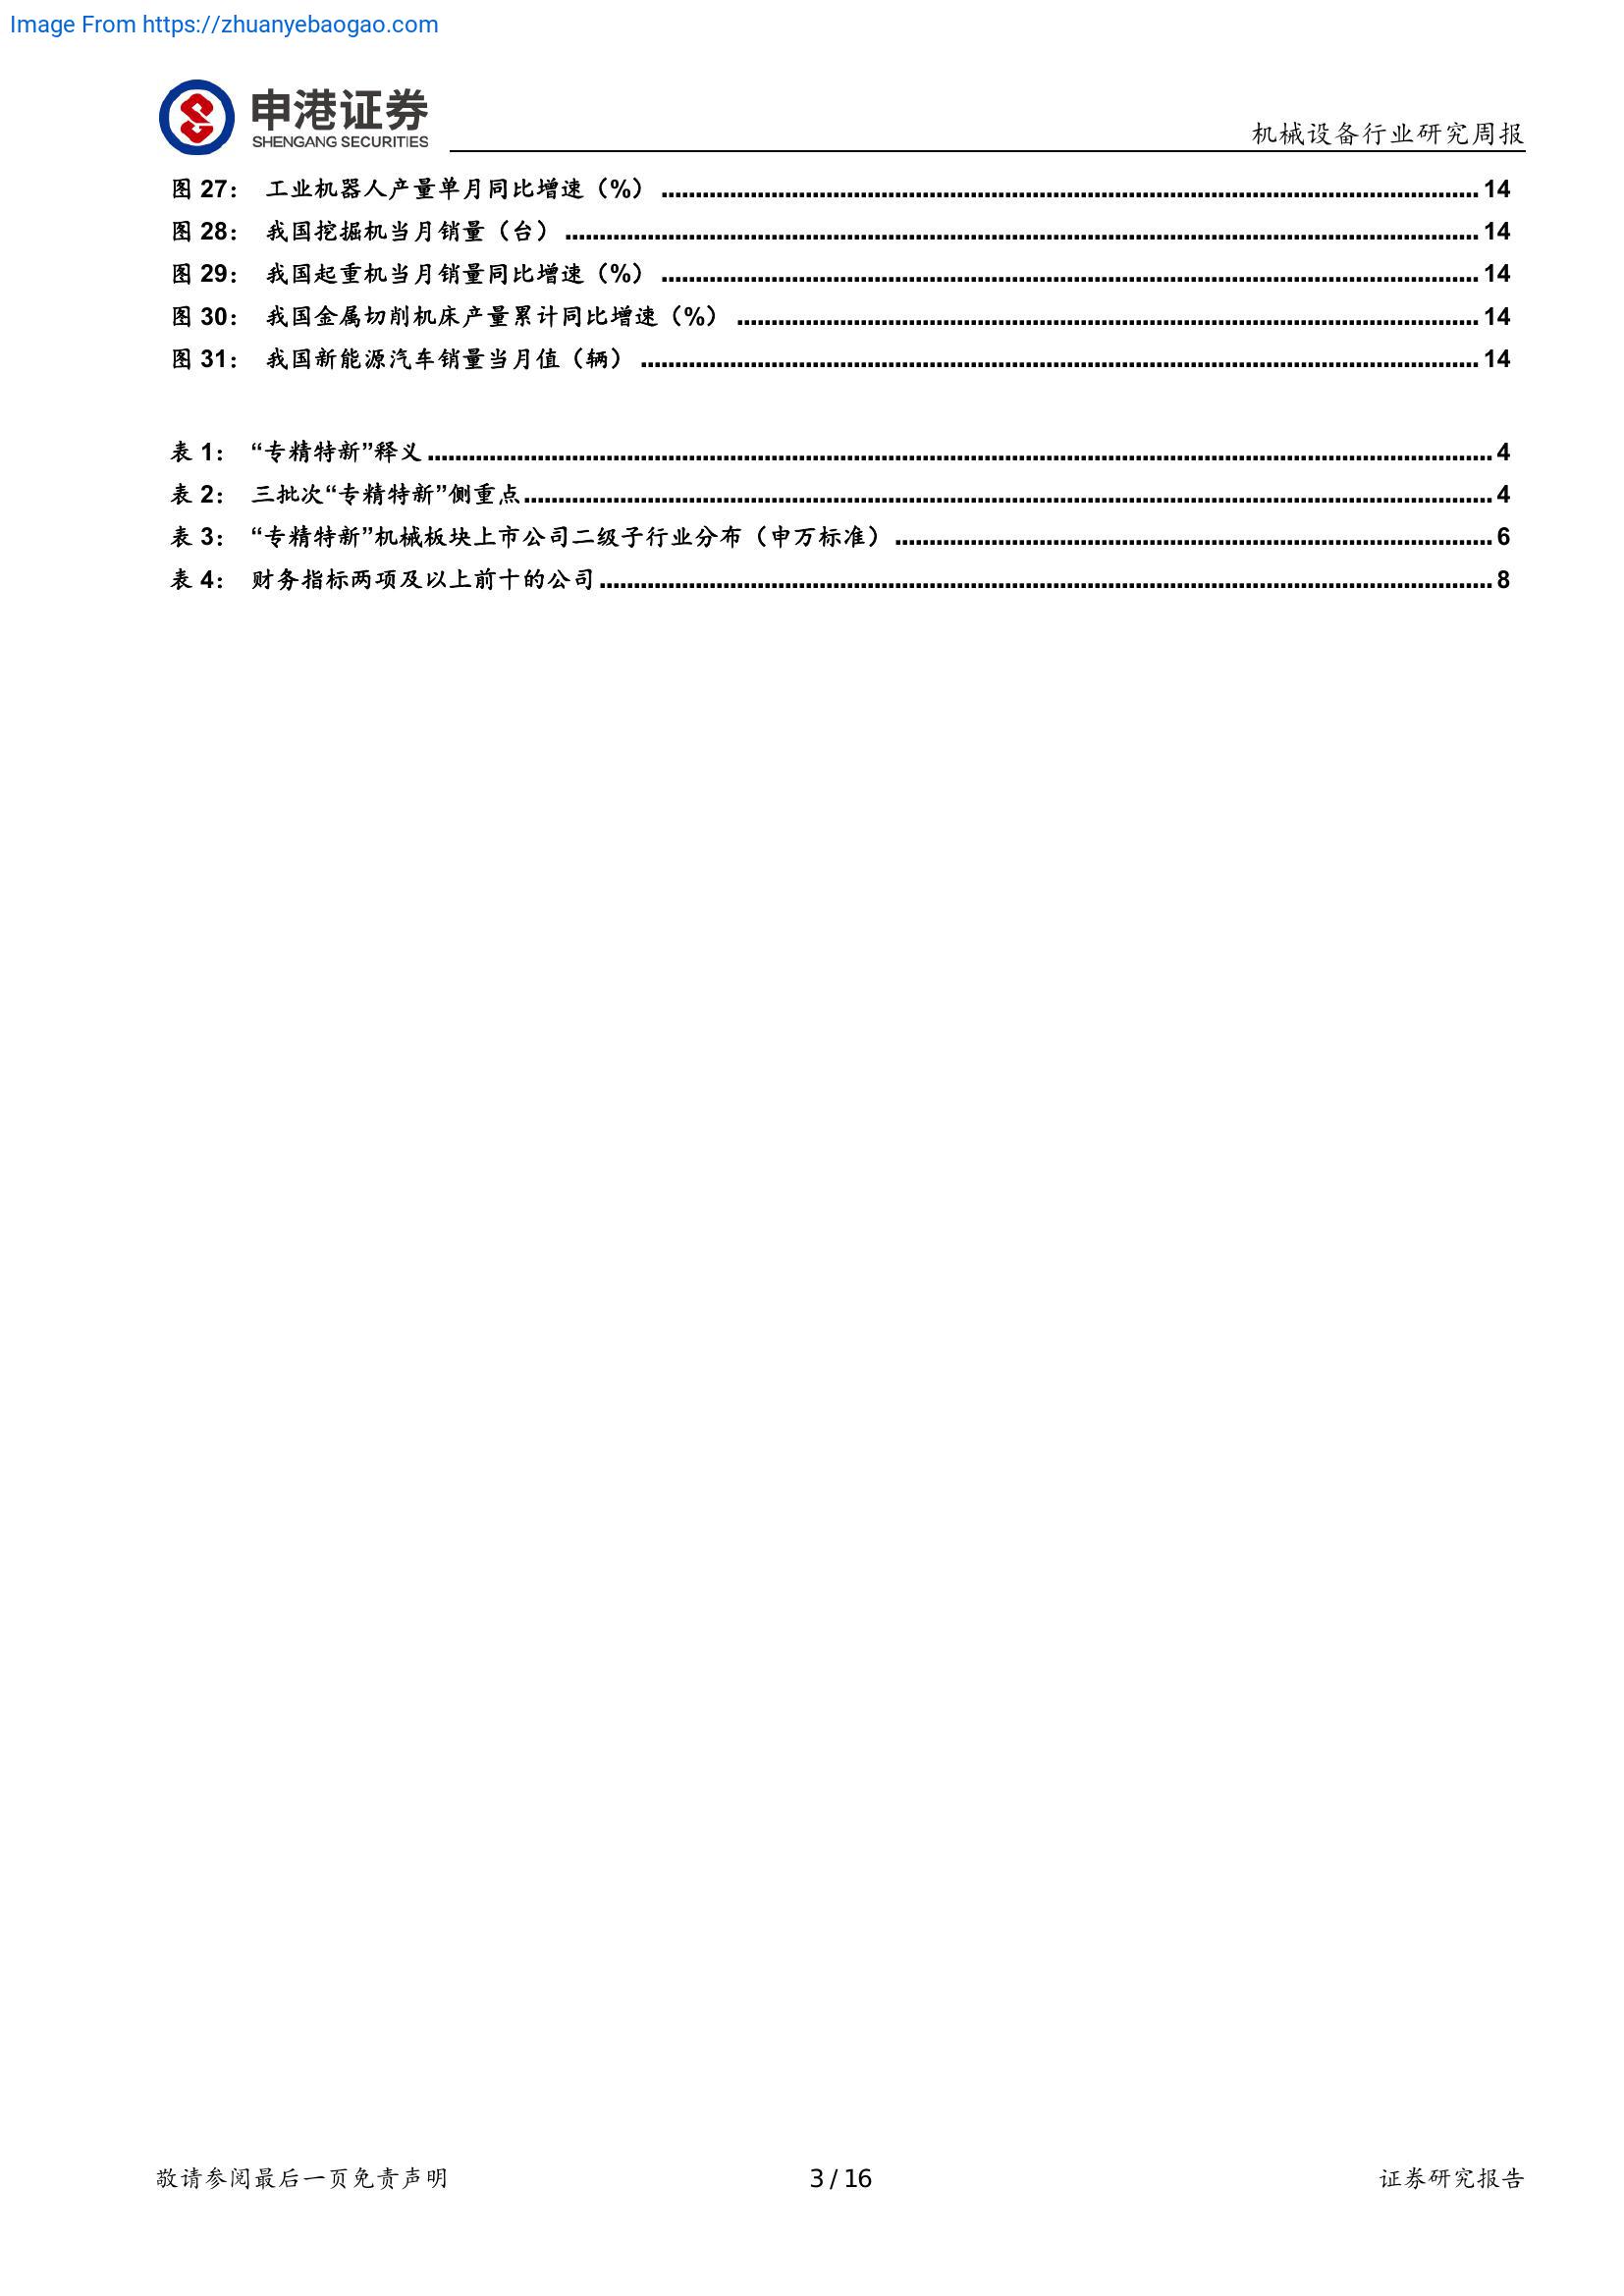 Image From https://zhuanyebaogao.com
申港证券
SHENGANG SECURITIES
机械设备行业研究周报
图 27： 工业机器人产量单月同比增速（%） ........ 14
图 28： 我国挖掘机当月销量（台） ........ 14
图 29： 我国起重机当月销量同比增速（%） ........ 14
图 30： 我国金属切削机床产量累计同比增速（%） ........ 14
图 31： 我国新能源汽车销量当月值（辆） ........ 14
表 1： “专精特新”释义 ........ 4
表 2： 三批次“专精特新”侧重点 ........ 4
表 3： “专精特新”机械板块上市公司二级子行业分布（申万标准） ........ 6
表 4： 财务指标两项及以上前十的公司 ........ 8
敬请参阅最后一页免责声明
3 / 16
证券研究报告